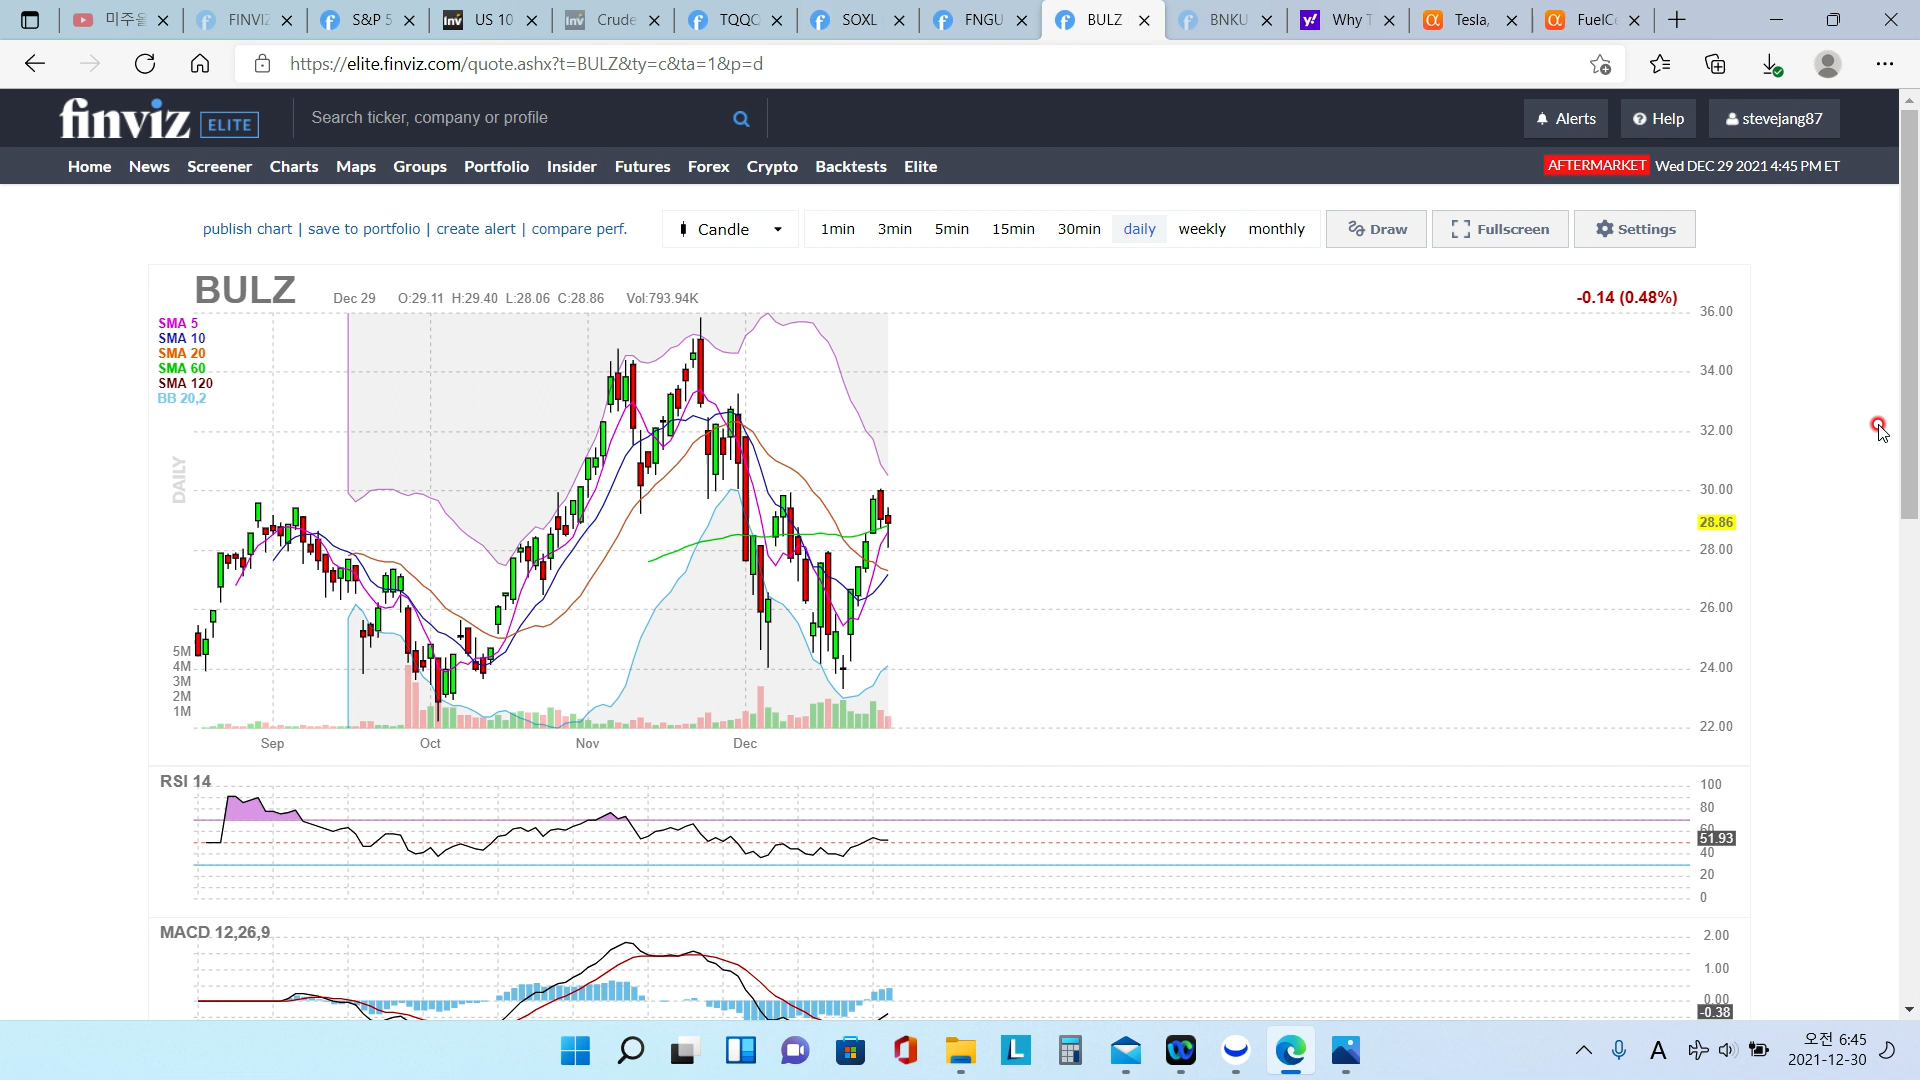 미주을
FINVIZ
S&P 5
US 10
Crude
TQQQ
SOXL
FNGU
BULZ
BNKU
Why T
Tesla,
FuelCe
https://elite.finviz.com/quote.ashx?t=BULZ&ty=c&ta=1&p=d
finviz ELITE
Search ticker, company or profile
Alerts
Help
stevejang87
Home News Screener Charts Maps Groups Portfolio Insider Futures Forex Crypto Backtests Elite
AFTERMARKET Wed DEC 29 2021 4:45 PM ET
publish chart | save to portfolio | create alert | compare perf.
Candle
1min 3min 5min 15min 30min daily weekly monthly
Draw
Fullscreen
Settings
BULZ Dec 29 O:29.11 H:29.40 L:28.06 C:28.86 Vol:793.94K
-0.14 (0.48%)
SMA 5
SMA 10
SMA 20
SMA 60
SMA 120
BB 20,2
DAILY
36.00
34.00
32.00
30.00
28.86
28.00
26.00
24.00
22.00
5M
4M
3M
2M
1M
Sep Oct Nov Dec
RSI 14
100
80
60
51.93
40
20
0
MACD 12,26,9
2.00
1.00
0.00
-0.38
A
오전 6:45
2021-12-30